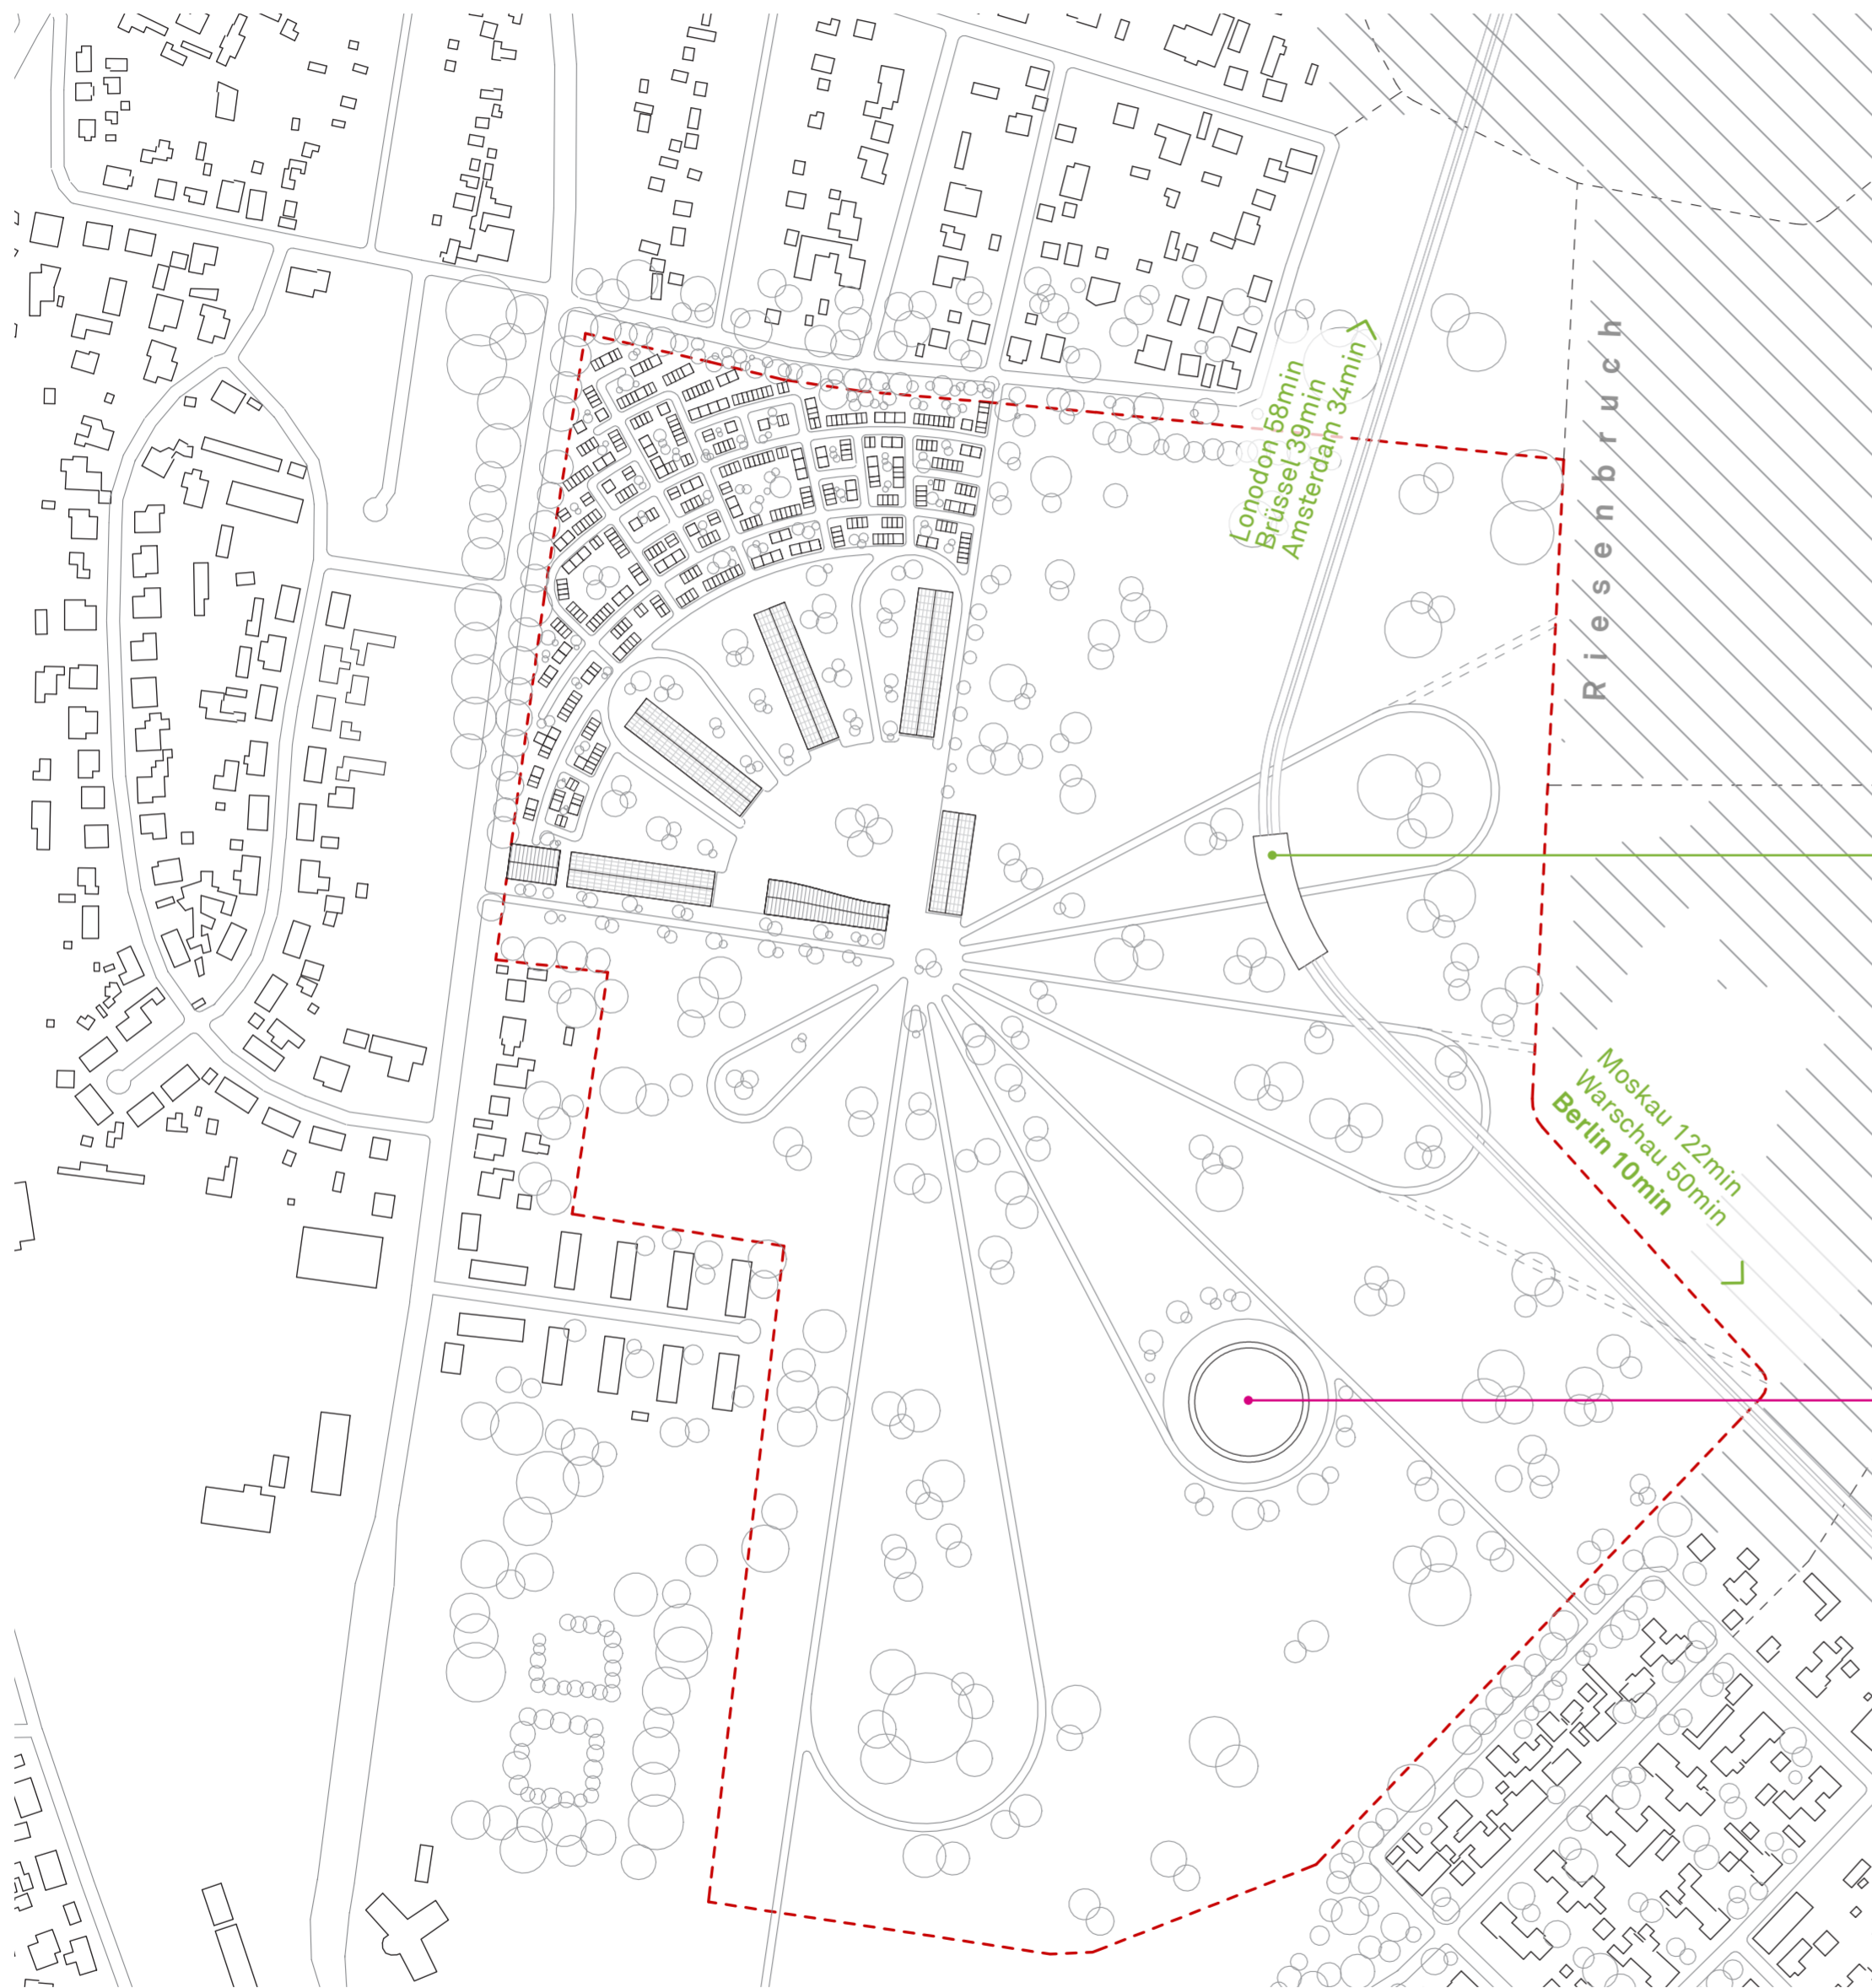 Lonodon 58min
Brüssel 39min
Amsterdam 34min
Riesenbruch
Moskau 122min
Warschau 50min
Berlin 10min